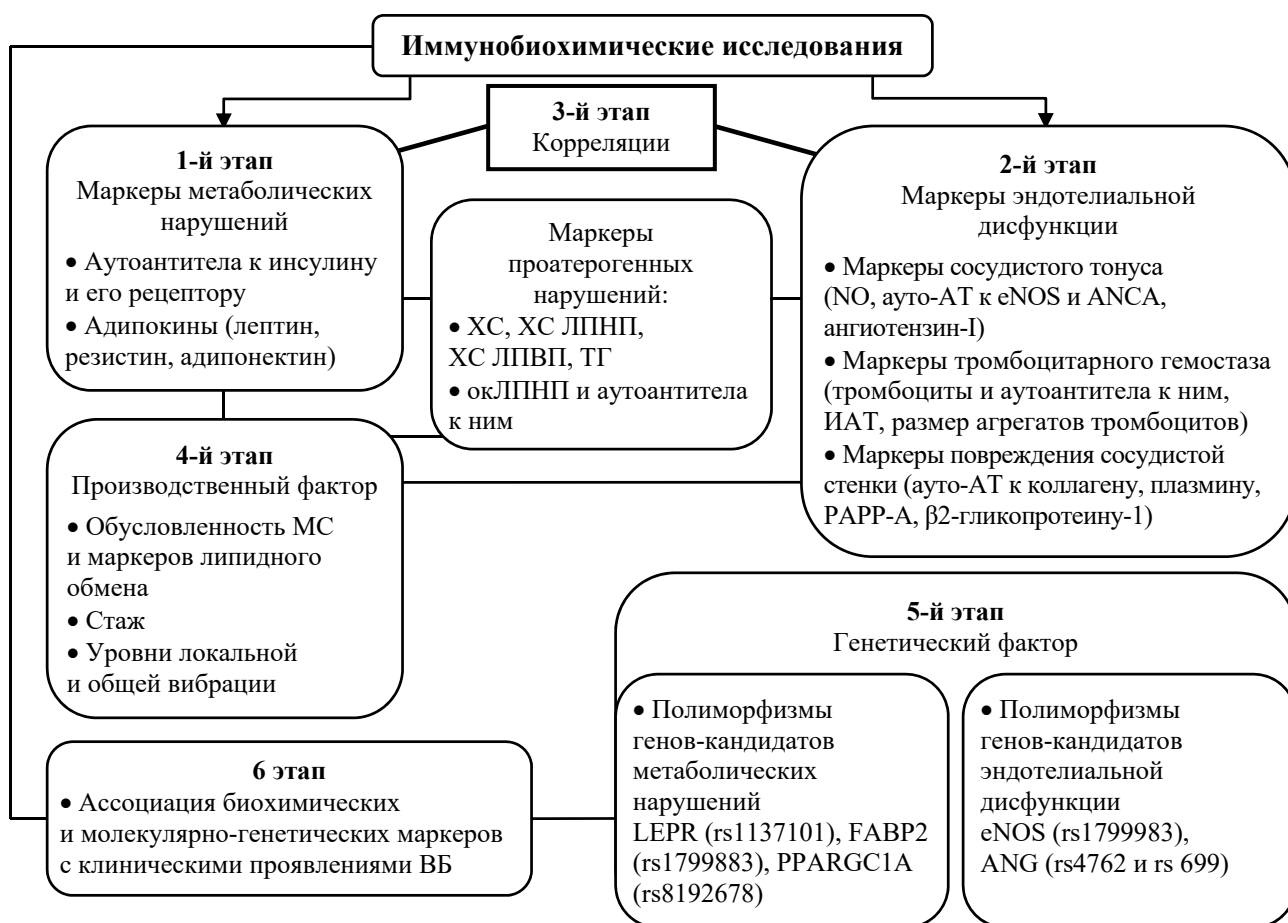 Иммунобиохимические исследования
3-й этап
Корреляции
1-й этап
Маркеры метаболических
нарушений
• Аутоантитела к инсулину
и его рецептору
• Адипокины (лептин,
резистин, адипонектин)
Маркеры
проатерогенных
нарушений:
• ХС, ХС ЛПНП,
ХС ЛПВП, ТГ
• окЛПНП и аутоантитела
к ним
2-й этап
Маркеры эндотелиальной
дисфункции
• Маркеры сосудистого тонуса
(NO, ауто-АТ к eNOS и ANCA,
ангиотензин-I)
• Маркеры тромбоцитарного гемостаза
(тромбоциты и аутоантитела к ним,
ИАТ, размер агрегатов тромбоцитов)
• Маркеры повреждения сосудистой
стенки (ауто-АТ к коллагену, плазмину,
PAPP-A, β2-гликопротеину-1)
4-й этап
Производственный фактор
• Обусловленность МС
и маркеров липидного
обмена
• Стаж
• Уровни локальной
и общей вибрации
5-й этап
Генетический фактор
• Полиморфизмы
генов-кандидатов
метаболических
нарушений
LEPR (rs1137101), FABP2
(rs1799883), PPARGC1A
(rs8192678)
• Полиморфизмы
генов-кандидатов
эндотелиальной
дисфункции
eNOS (rs1799983),
ANG (rs4762 и rs 699)
6 этап
• Ассоциация биохимических
и молекулярно-генетических маркеров
с клиническими проявлениями ВБ